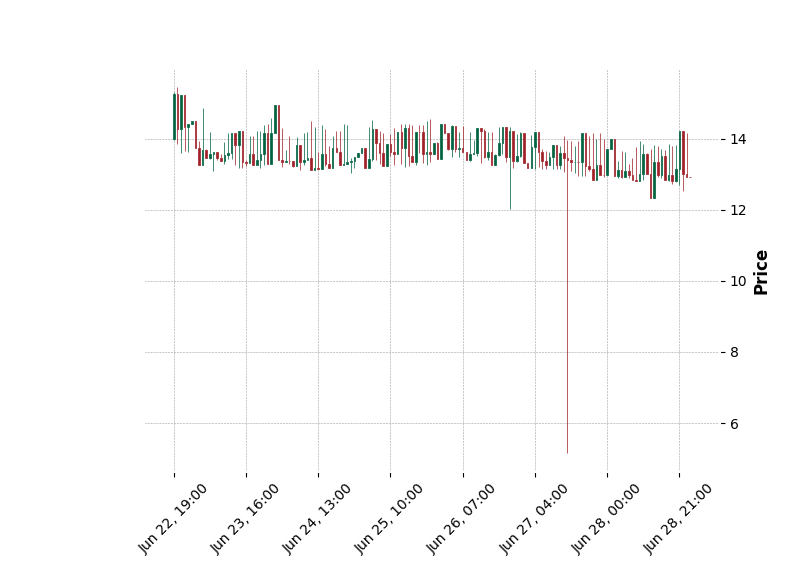 14
12
10
8
6
Price
Jun 22, 19:00
Jun 23, 16:00
Jun 24, 13:00
Jun 25, 10:00
Jun 26, 07:00
Jun 27, 04:00
Jun 28, 00:00
Jun 28, 21:00